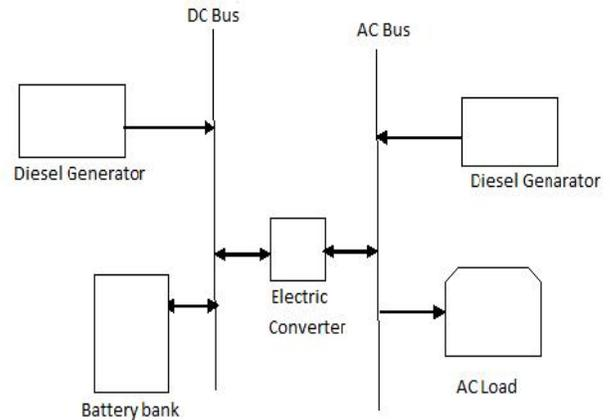 DC Bus
AC Bus
Diesel Generator
Diesel Genarator
Electric
Converter
AC Load
Battery bank